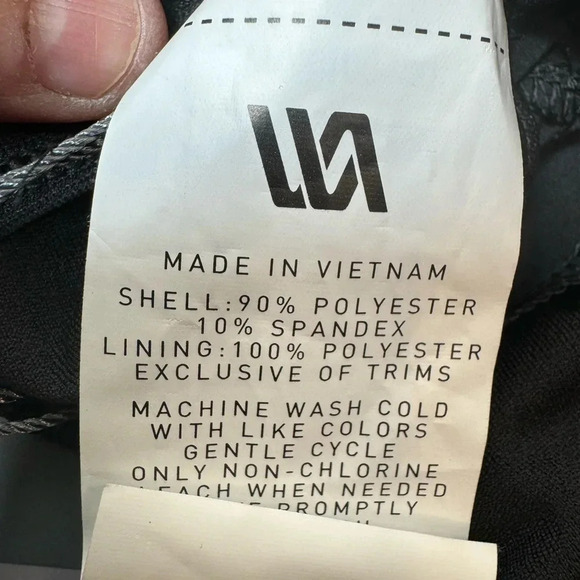 MADE IN VIETNAM
SHELL:90% POLYESTER
10% SPANDEX
LINING:100% POLYESTER
EXCLUSIVE OF TRIMS
MACHINE WASH COLD
WITH LIKE COLORS
GENTLE CYCLE
ONLY NON-CHLORINE
WHEN NEEDED
PROMPTLY